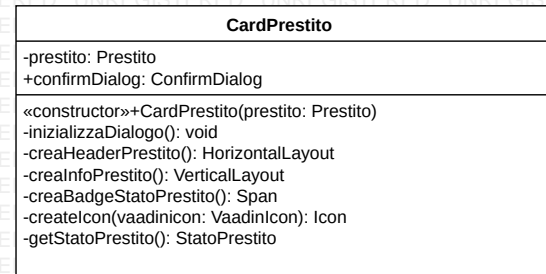 CardPrestito
-prestito: Prestito
+confirmDialog: ConfirmDialog
«constructor»+CardPrestito(prestito: Prestito)
-inizializzaDialogo(): void
-creaHeaderPrestito(): HorizontalLayout
-creaInfoPrestito(): VerticalLayout
-creaBadgeStatoPrestito(): Span
-createIcon(vaadinicon: VaadinIcon): Icon
-getStatoPrestito(): StatoPrestito